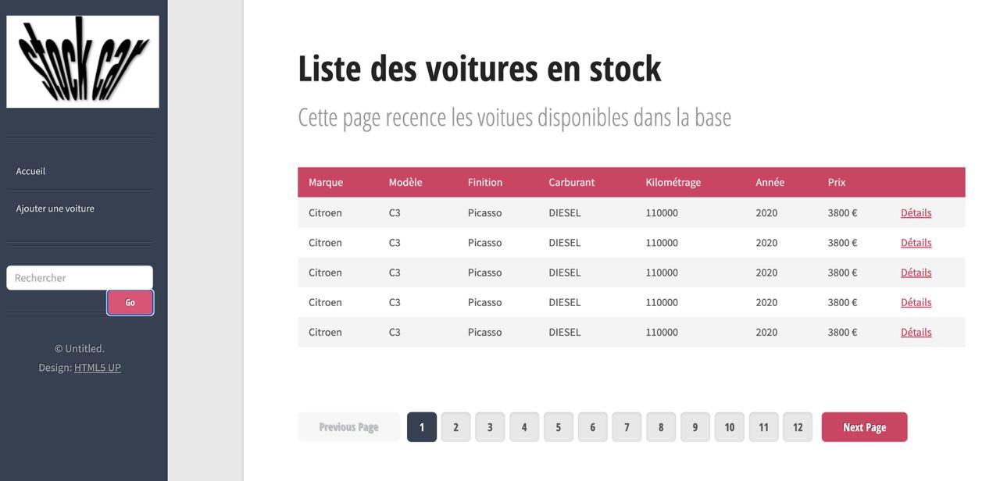 stock car
Accueil
Ajouter une voiture
Rechercher
Go
© Untitled.
Design: HTML5 UP
Liste des voitures en stock
Cette page recence les voitues disponibles dans la base
Marque Modèle Finition Carburant Kilométrage Année Prix
Citroen C3 Picasso DIESEL 110000 2020 3800 € Détails
Citroen C3 Picasso DIESEL 110000 2020 3800 € Détails
Citroen C3 Picasso DIESEL 110000 2020 3800 € Détails
Citroen C3 Picasso DIESEL 110000 2020 3800 € Détails
Citroen C3 Picasso DIESEL 110000 2020 3800 € Détails
Previous Page 1 2 3 4 5 6 7 8 9 10 11 12 Next Page